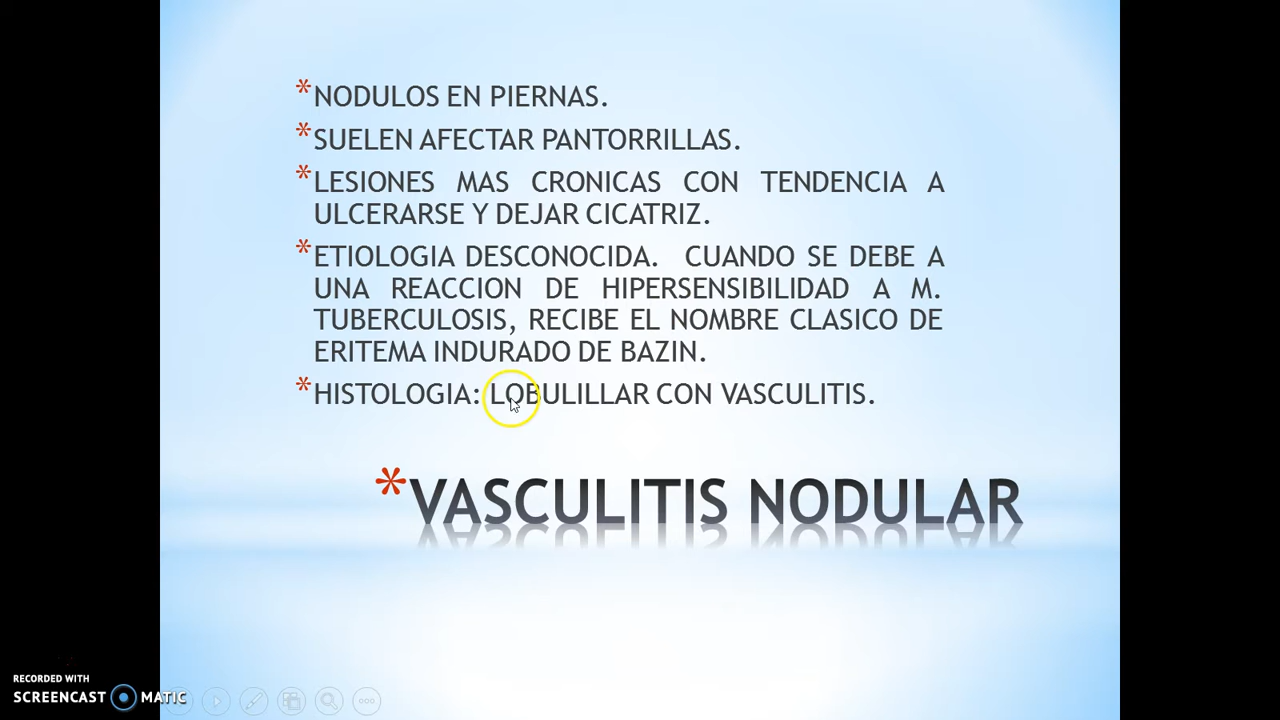 *NODULOS EN PIERNAS.
*SUELEN AFECTAR PANTORRILLAS.
*LESIONES MAS CRONICAS CON TENDENCIA A
ULCERARSE Y DEJAR CICATRIZ.
*ETIOLOGIA DESCONOCIDA. CUANDO SE DEBE A
UNA REACCION DE HIPERSENSIBILIDAD A M.
TUBERCULOSIS, RECIBE EL NOMBRE CLASICO DE
ERITEMA INDURADO DE BAZIN.
*HISTOLOGIA: LOBULILLAR CON VASCULITIS.
*VASCULITIS NODULAR
RECORDED WITH
SCREENCAST MATIC